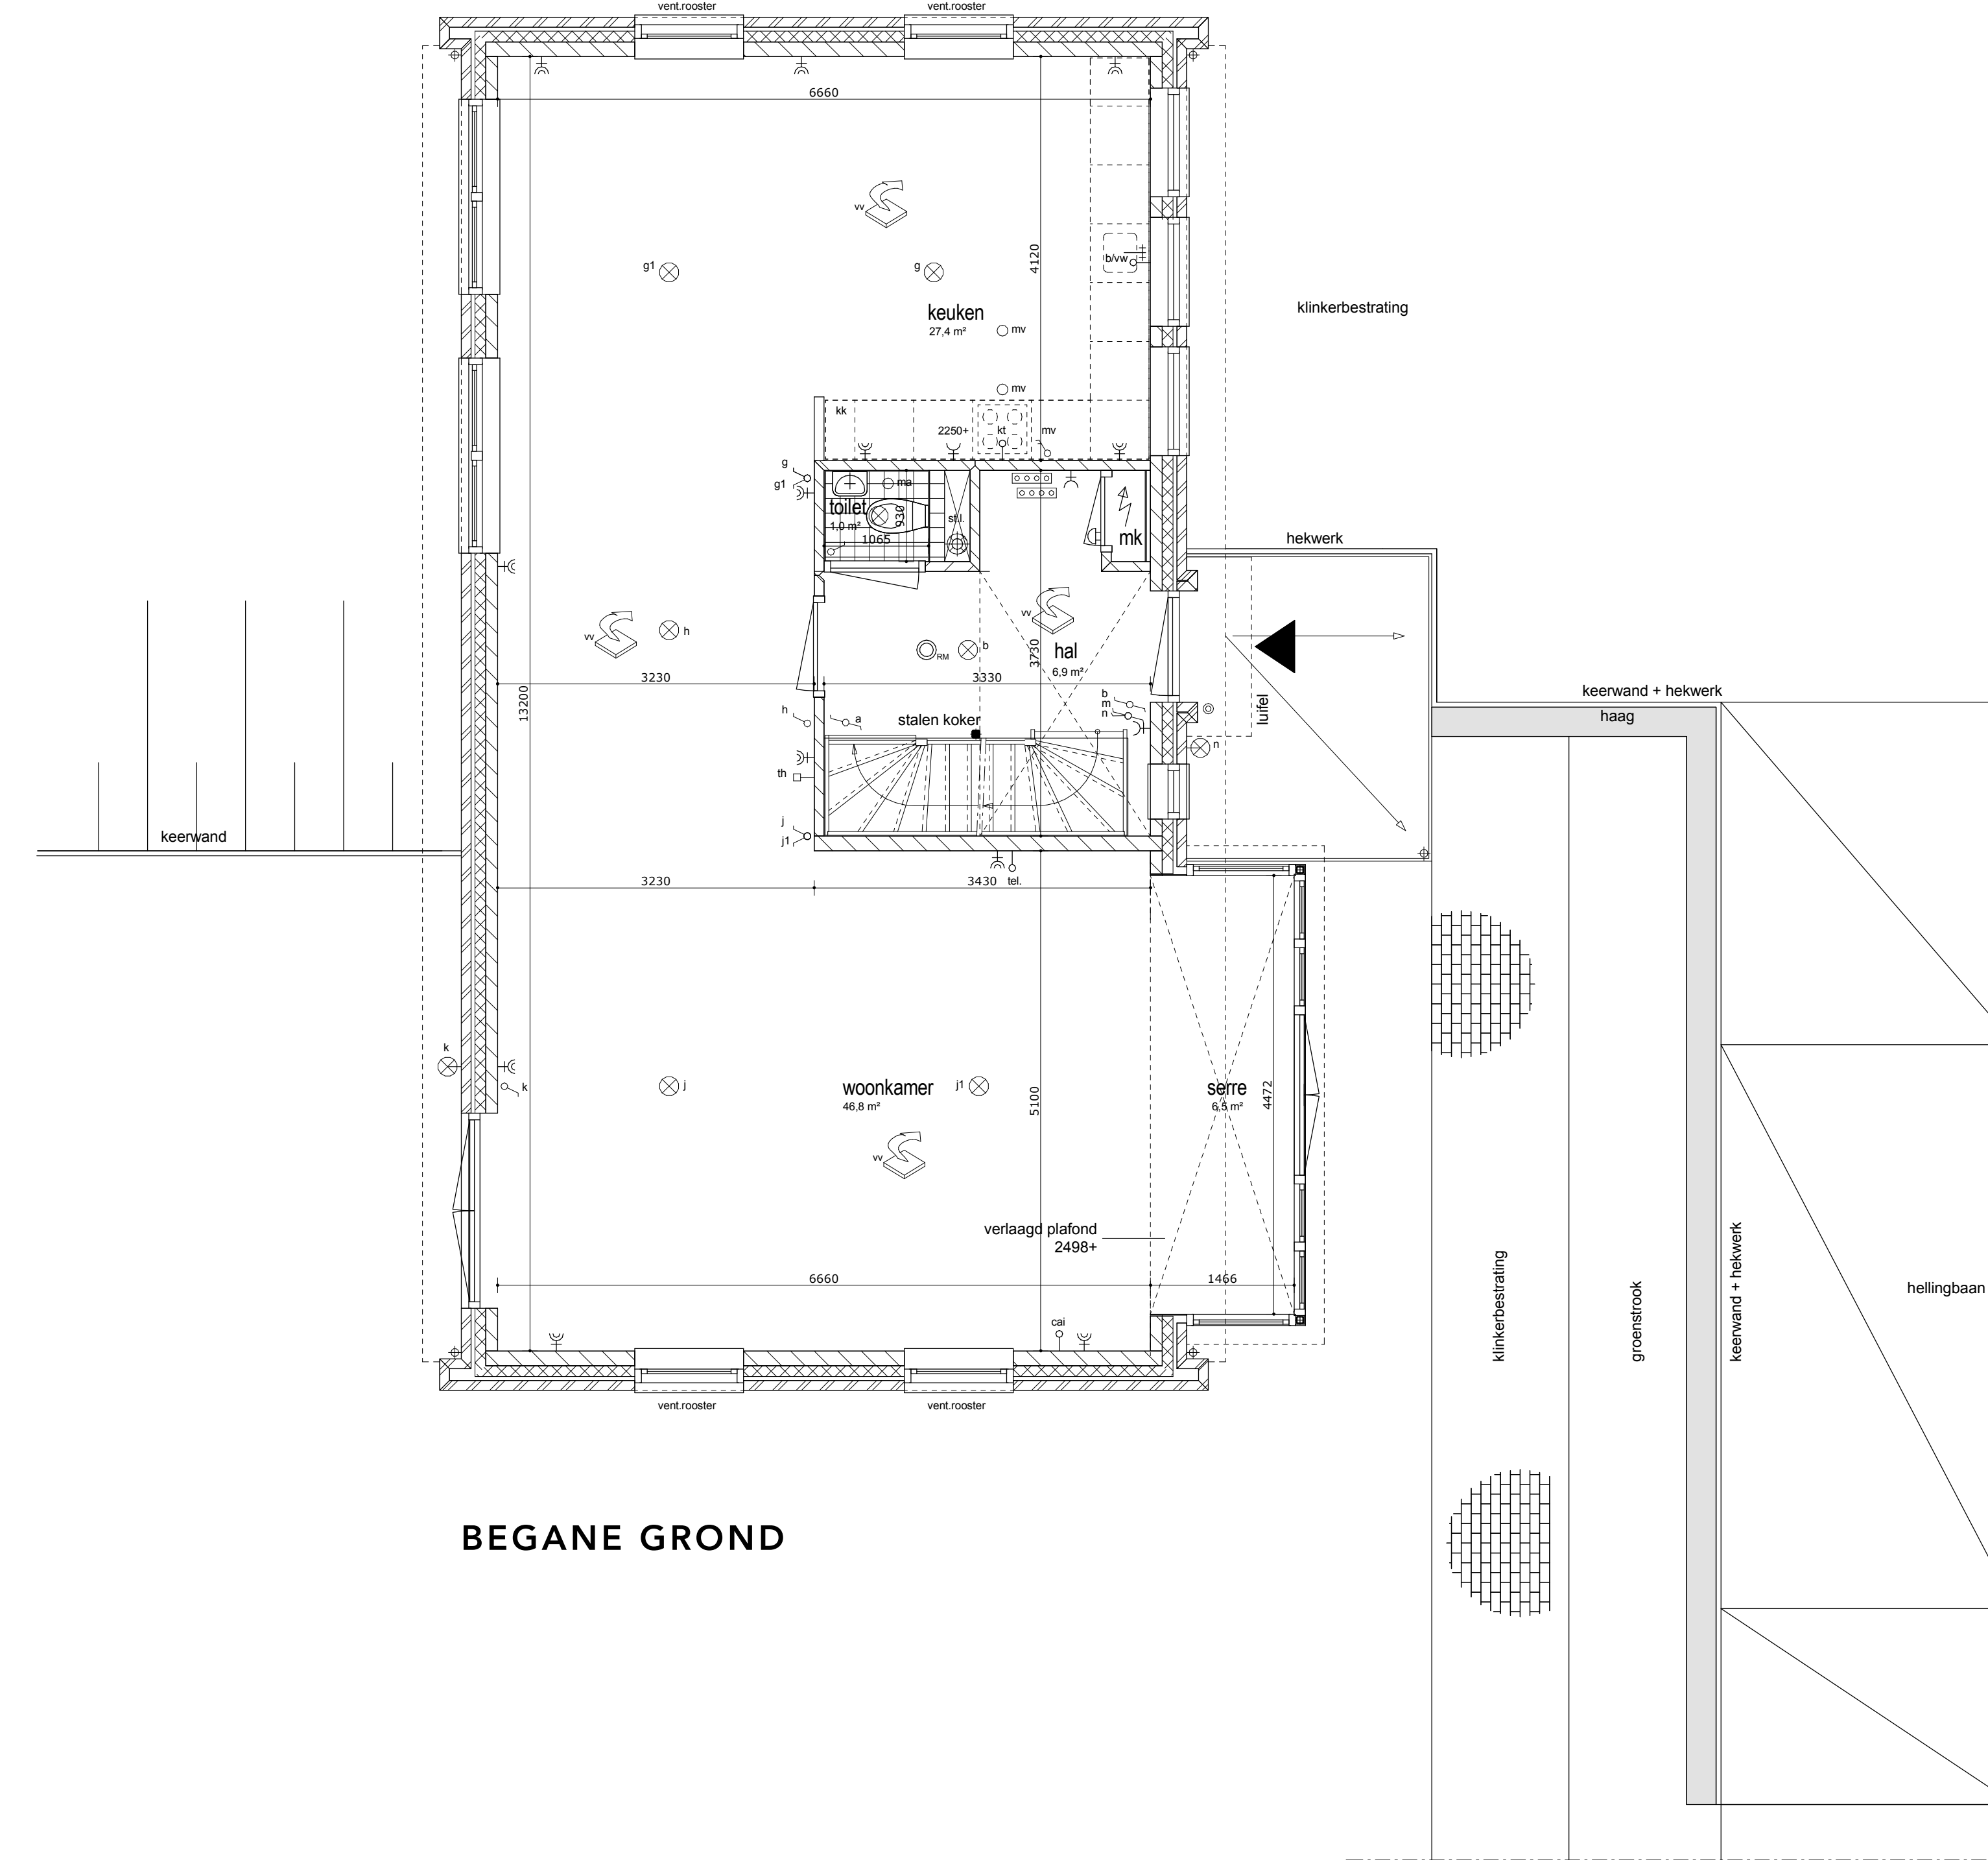 vent.rooster
vent.rooster
6660
vv
g1
g
4120
b/vw
klinkerbestrating
keuken
27,4 m²
mv
mv
kk
2250+
kt
mv
g
g1
ma
toilet
1,0 m²
930
st.l.
1065
mk
hekwerk
vv
vv
h
RM
b
3730
hal
6,9 m²
3230
3330
13200
keerwand + hekwerk
haag
luifel
b
m
n
h
a
stalen koker
n
th
j
j1
keerwand
3230
3430
tel.
k
k
j
woonkamer
46,8 m²
j1
5100
serre
6,5 m²
4472
vv
verlaagd plafond
2498+
6660
1466
cai
klinkerbestrating
groenstrook
keerwand + hekwerk
hellingbaan
vent.rooster
vent.rooster
BEGANE GROND